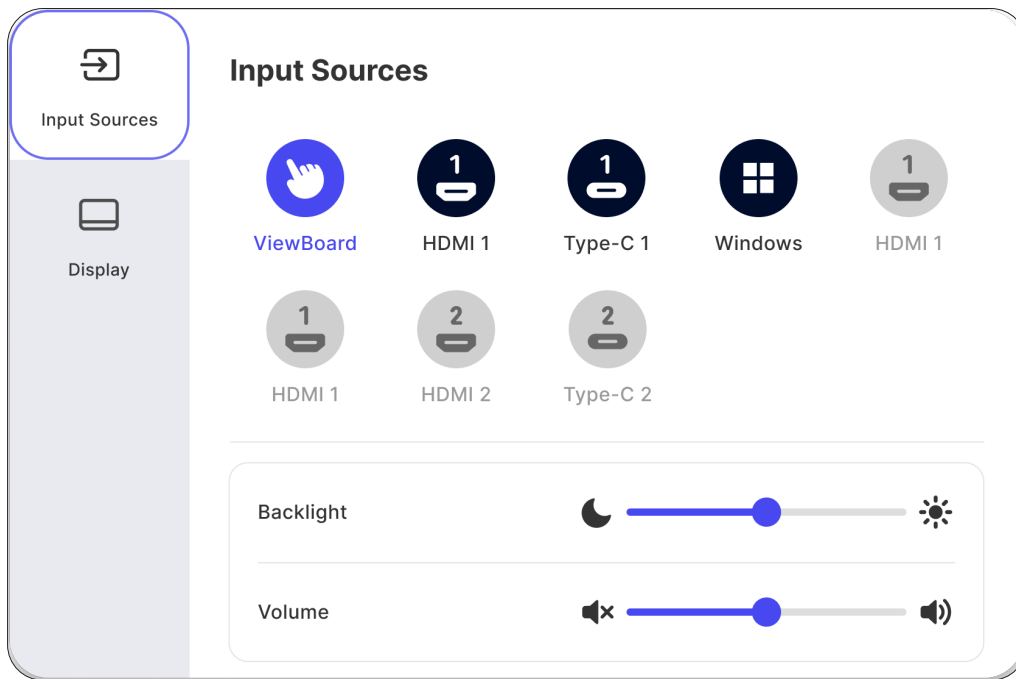 Input Sources
Display
Input Sources
1
1
1
ViewBoard
HDMI 1
Type-C 1
Windows
HDMI 1
1
2
2
HDMI 1
HDMI 2
Type-C 2
Backlight
Volume